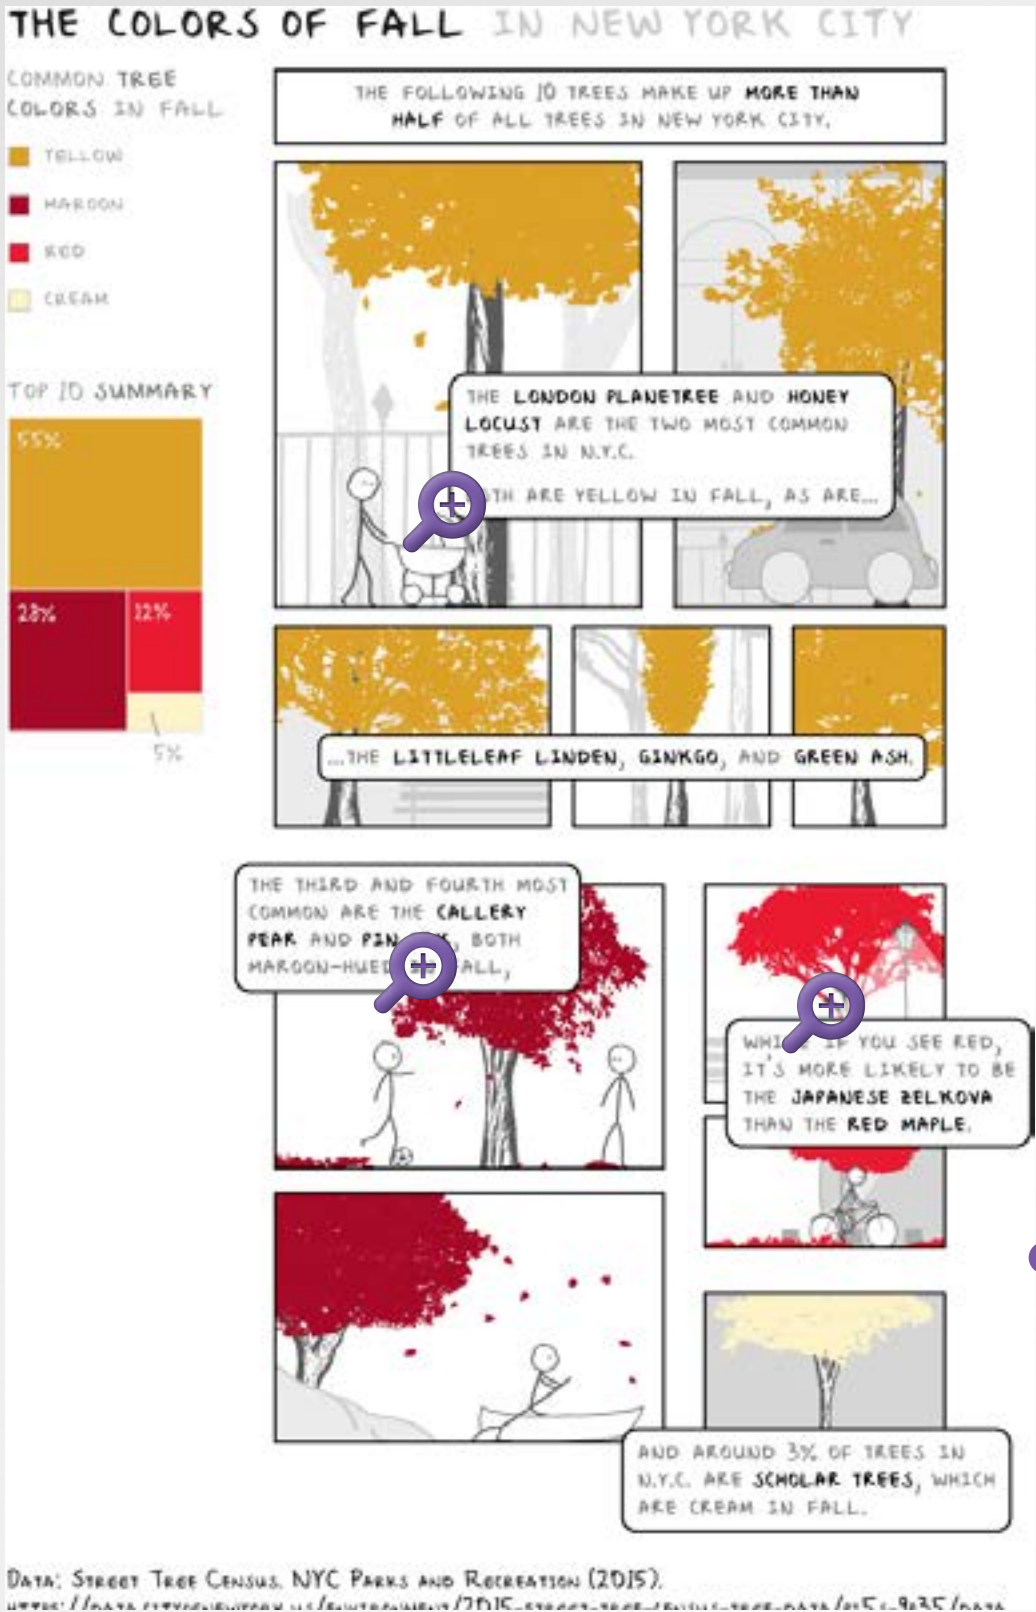 THE COLORS OF FALL IN NEW YORK CITY
COMMON TREE
COLORS IN FALL
YELLOW
MAROON
RED
CREAM
TOP 10 SUMMARY
55%
28%
12%
5%
THE FOLLOWING 10 TREES MAKE UP MORE THAN
HALF OF ALL TREES IN NEW YORK CITY.
THE LONDON PLANETREE AND HONEY
LOCUST ARE THE TWO MOST COMMON
TREES IN N.Y.C.
ARE YELLOW IN FALL, AS ARE...
...THE LITTLELEAF LINDEN, GINKGO, AND GREEN ASH.
THE THIRD AND FOURTH MOST
COMMON ARE THE CALLERY
PEAR AND PIN , BOTH
MAROON-HUED FALL,
IF YOU SEE RED,
IT'S MORE LIKELY TO BE
THE JAPANESE ZELKOVA
THAN THE RED MAPLE.
AND AROUND 3% OF TREES IN
N.Y.C. ARE SCHOLAR TREES, WHICH
ARE CREAM IN FALL.
DATA: STREET TREE CENSUS. NYC PARKS AND RECREATION (2015).